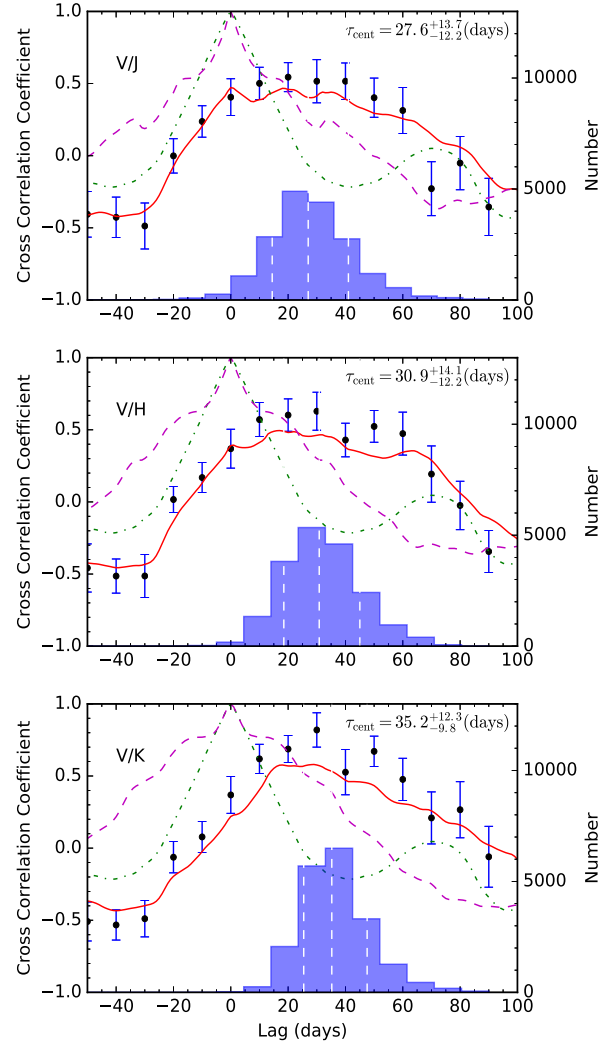 τcent = 27.6+13.7−12.2(days)
V/J
Cross Correlation Coefficient
1.0
0.5
0.0
−0.5
−1.0
10000
5000
0
Number
−40 −20 0 20 40 60 80 100
τcent = 30.9+14.1−12.2(days)
V/H
Cross Correlation Coefficient
1.0
0.5
0.0
−0.5
−1.0
10000
5000
0
Number
−40 −20 0 20 40 60 80 100
τcent = 35.2+12.3−9.8(days)
V/K
Cross Correlation Coefficient
1.0
0.5
0.0
−0.5
−1.0
10000
5000
0
Number
−40 −20 0 20 40 60 80 100
Lag (days)